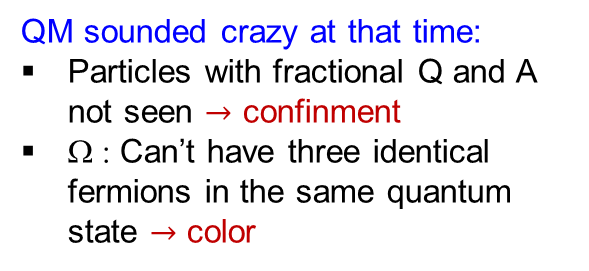 QM sounded crazy at that time:
▪ Particles with fractional Q and A
not seen → confinment
▪ Ω : Can't have three identical
fermions in the same quantum
state → color